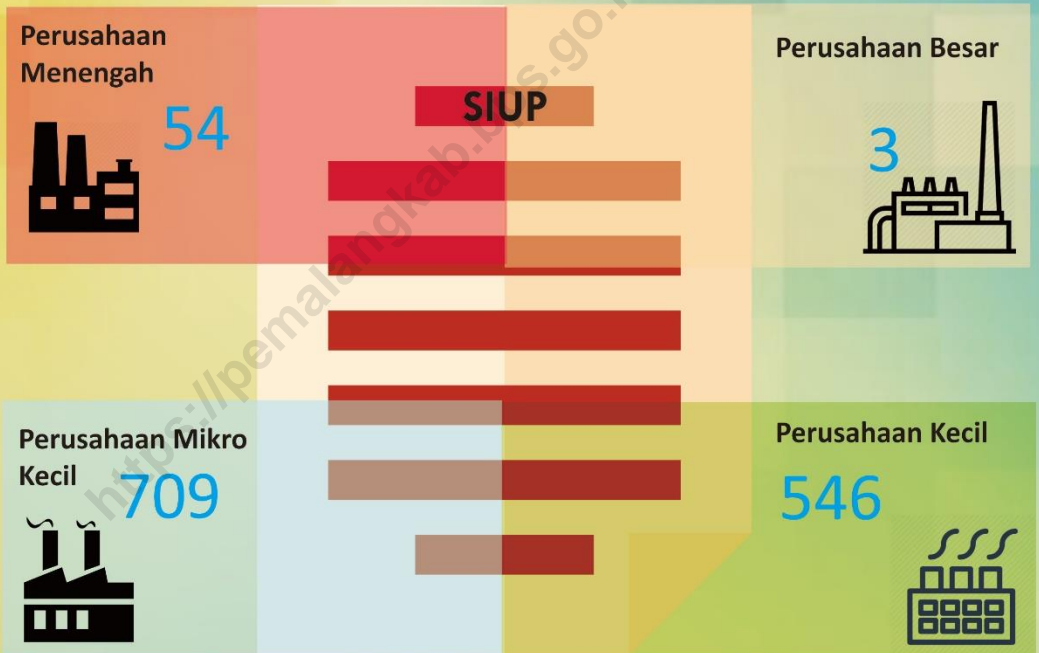 Perusahaan
Menengah
54
SIUP
Perusahaan Besar
3
Perusahaan Mikro
Kecil
709
Perusahaan Kecil
546
https://pemalangkab.bps.go.